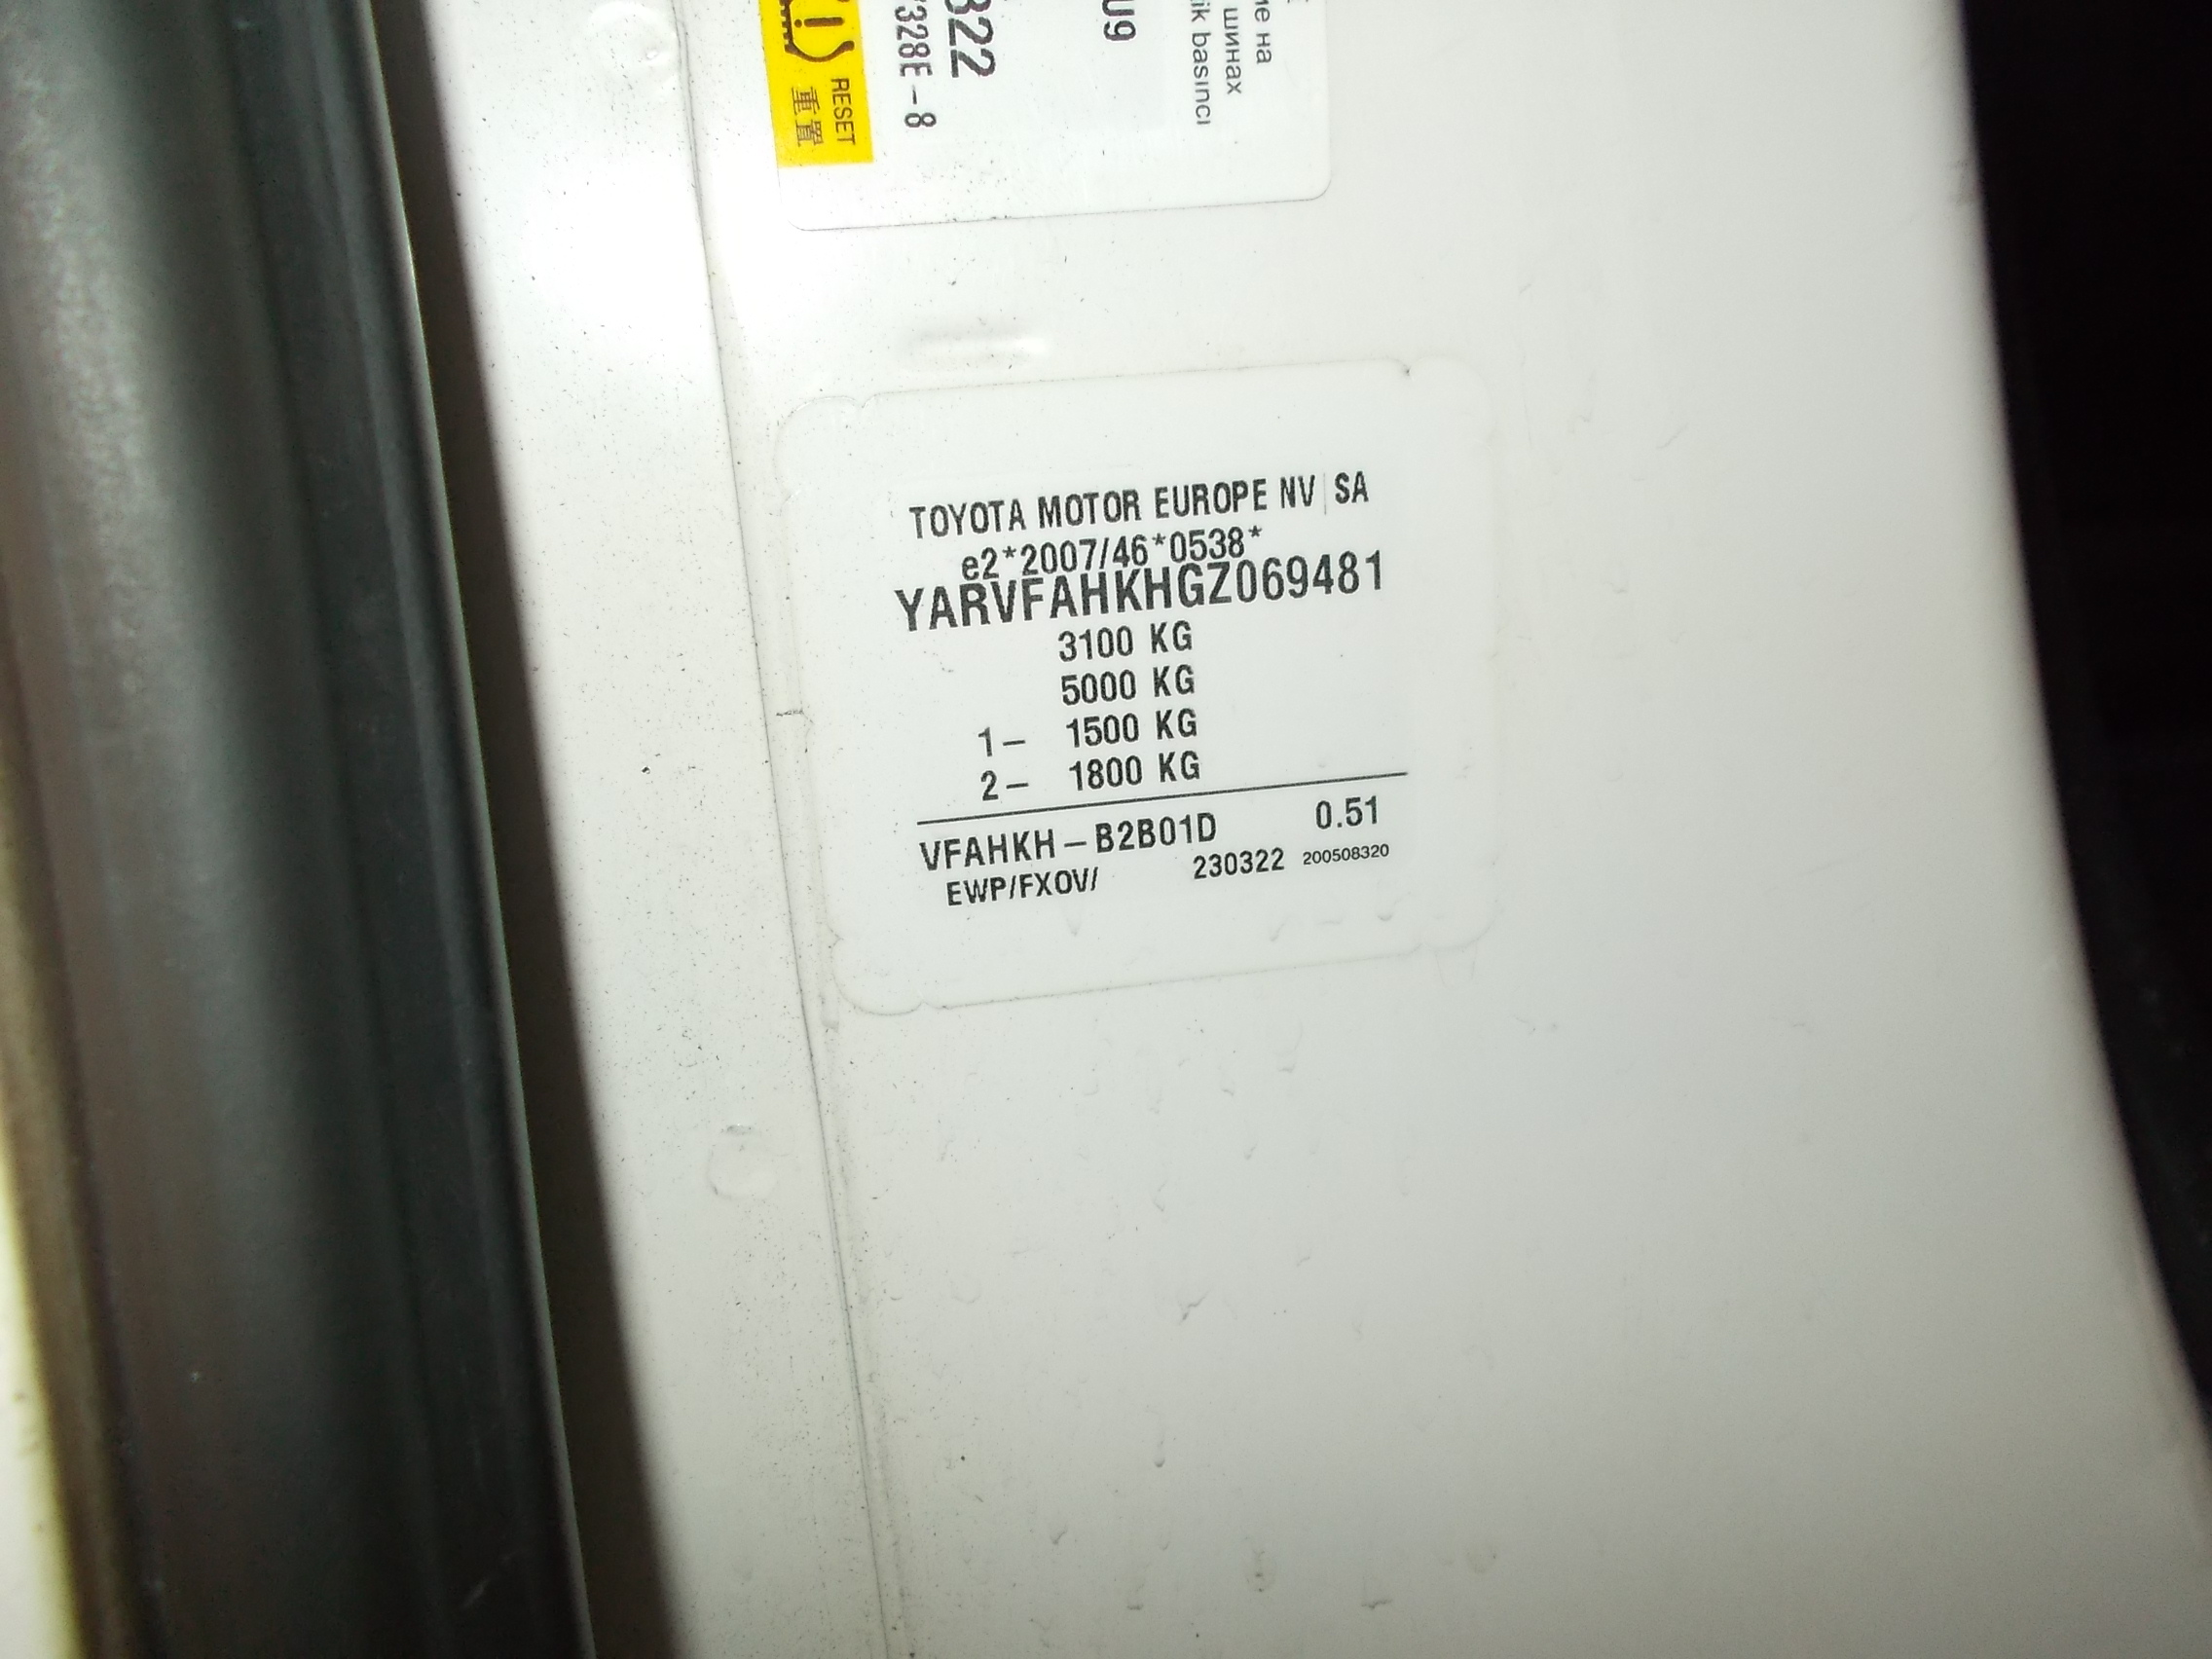 RESET
重置
328E-8
322
U9
ме на
шинах
ik basıncı
TOYOTA MOTOR EUROPE NV SA
e2*2007/46*0538*
YARVFAHKHGZ069481
3100 KG
5000 KG
1- 1500 KG
2- 1800 KG
VFAHKH-B2B01D 0.51
EWP/FXOV/ 230322 200508320